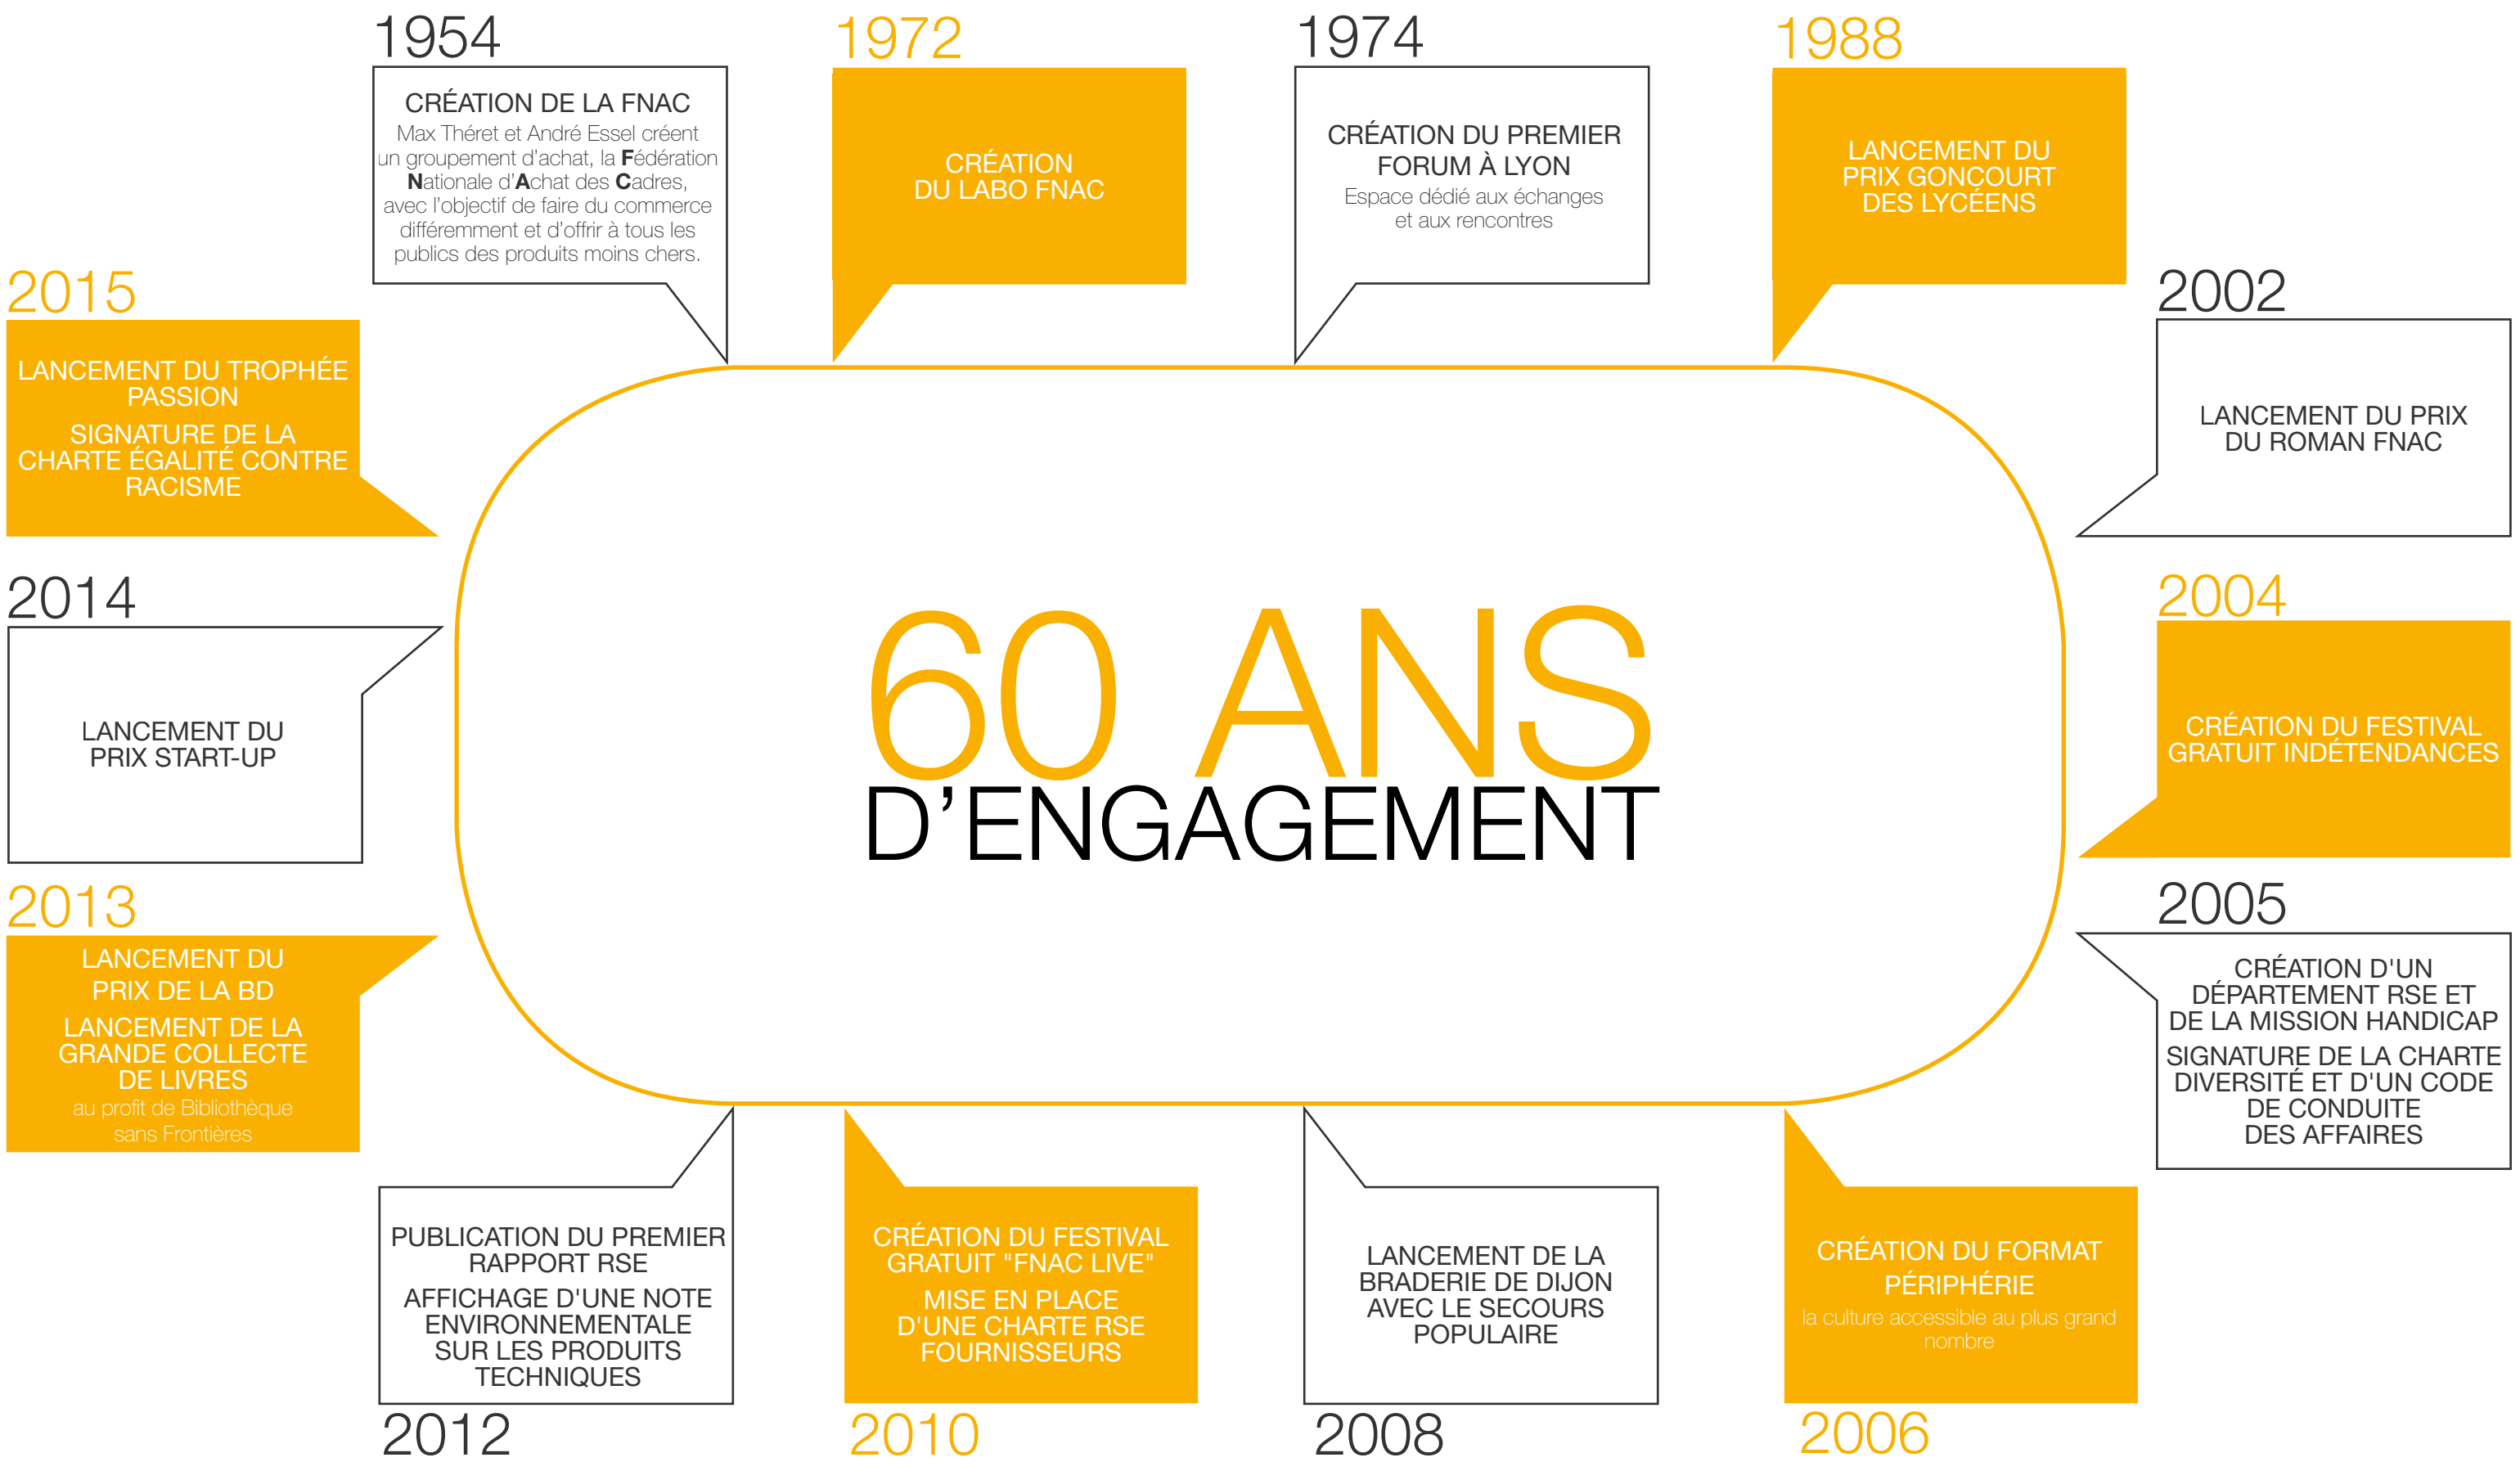 1954
CRÉATION DE LA FNAC
Max Théret et André Essel créent
un groupement d'achat, la Fédération
Nationale d'Achat des Cadres,
avec l'objectif de faire du commerce
différemment et d'offrir à tous les
publics des produits moins chers.
1972
CRÉATION
DU LABO FNAC
1974
CRÉATION DU PREMIER
FORUM À LYON
Espace dédié aux échanges
et aux rencontres
1988
LANCEMENT DU
PRIX GONCOURT
DES LYCÉENS
2002
LANCEMENT DU PRIX
DU ROMAN FNAC
2004
CRÉATION DU FESTIVAL
GRATUIT INDÉTENDANCES
2005
CRÉATION D'UN
DÉPARTEMENT RSE ET
DE LA MISSION HANDICAP
SIGNATURE DE LA CHARTE
DIVERSITÉ ET D'UN CODE
DE CONDUITE
DES AFFAIRES
CRÉATION DU FORMAT
PÉRIPHÉRIE
la culture accessible au plus grand
nombre
2006
LANCEMENT DE LA
BRADERIE DE DIJON
AVEC LE SECOURS
POPULAIRE
2008
CRÉATION DU FESTIVAL
GRATUIT "FNAC LIVE"
MISE EN PLACE
D'UNE CHARTE RSE
FOURNISSEURS
2010
PUBLICATION DU PREMIER
RAPPORT RSE
AFFICHAGE D'UNE NOTE
ENVIRONNEMENTALE
SUR LES PRODUITS
TECHNIQUES
2012
2013
LANCEMENT DU
PRIX DE LA BD
LANCEMENT DE LA
GRANDE COLLECTE
DE LIVRES
au profit de Bibliothèque
sans Frontières
2014
LANCEMENT DU
PRIX START-UP
2015
LANCEMENT DU TROPHÉE
PASSION
SIGNATURE DE LA
CHARTE ÉGALITÉ CONTRE
RACISME
60 ANS
D'ENGAGEMENT